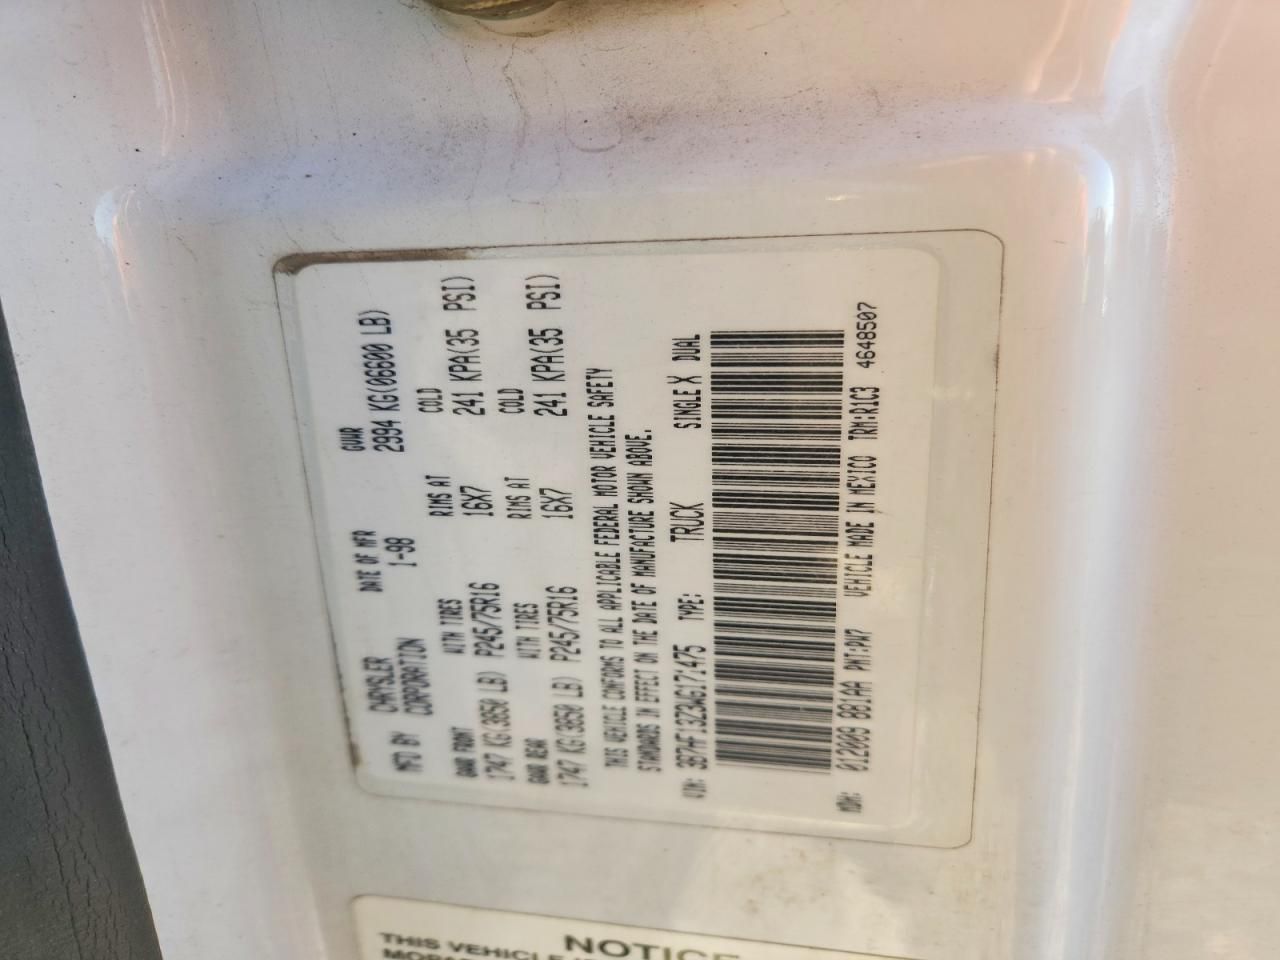 MFD BY CHRYSLER CORPORATION DATE OF MFR 1-98 GVWR 2994 KG(06600 LB)
GAWR FRONT WITH TIRES RIMS AT COLD
1747 KG(3850 LB) P245/75R16 16X7 241 KPA(35 PSI)
GAWR REAR WITH TIRES RIMS AT COLD
1747 KG(3850 LB) P245/75R16 16X7 241 KPA(35 PSI)
THIS VEHICLE CONFORMS TO ALL APPLICABLE FEDERAL MOTOR VEHICLE SAFETY
STANDARDS IN EFFECT ON THE DATE OF MANUFACTURE SHOWN ABOVE.
VIN: TYPE: TRUCK SINGLE X DUAL
MDH: 012009 881AA PNT:PW7 VEHICLE MADE IN MEXICO TRM:R1C3 4648507
NOTICE
THIS VEHICLE